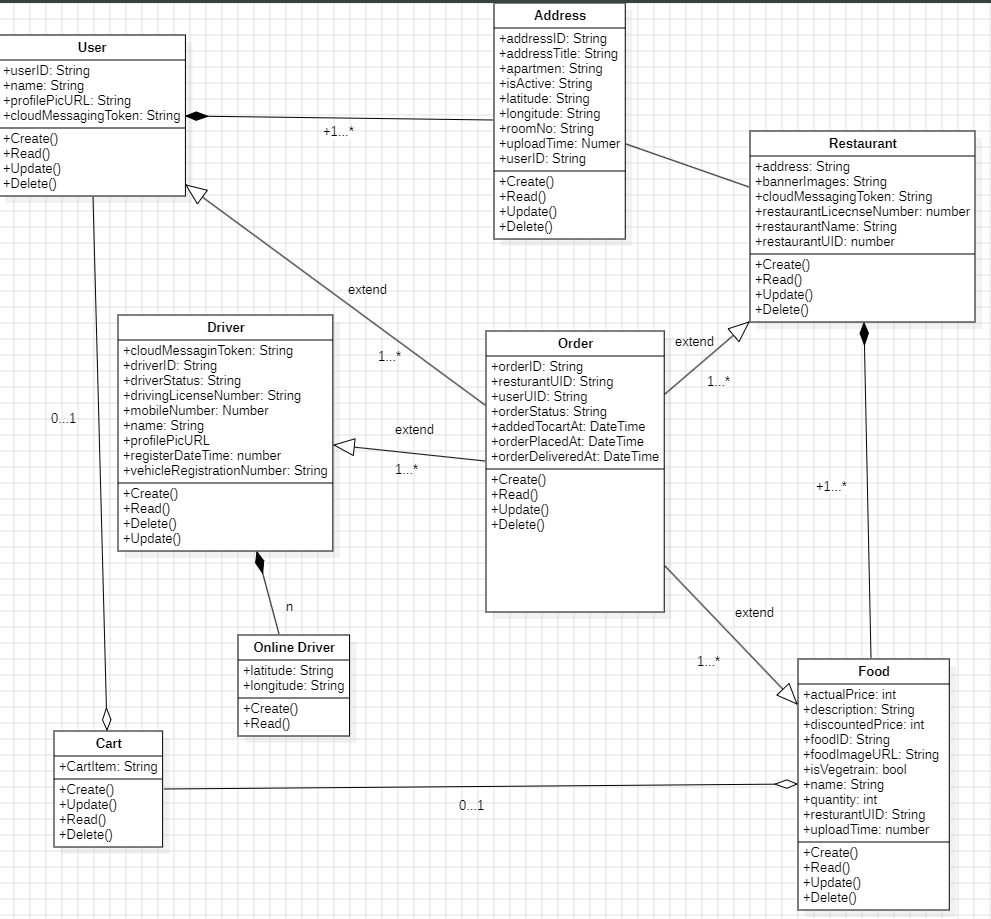 User
+userID: String
+name: String
+profilePicURL: String
+cloudMessagingToken: String
+Create()
+Read()
+Update()
+Delete()
+1...*
Address
+addressID: String
+addressTitle: String
+apartmen: String
+isActive: String
+latitude: String
+longitude: String
+roomNo: String
+uploadTime: Numer
+userID: String
+Create()
+Read()
+Update()
+Delete()
Restaurant
+address: String
+bannerImages: String
+cloudMessagingToken: String
+restaurantLicecnseNumber: number
+restaurantName: String
+restaurantUID: number
+Create()
+Read()
+Update()
+Delete()
extend
1...*
extend
1...*
Driver
+cloudMessaginToken: String
+driverID: String
+driverStatus: String
+drivingLicenseNumber: String
+mobileNumber: Number
+name: String
+profilePicURL
+registerDateTime: number
+vehicleRegistrationNumber: String
+Create()
+Read()
+Delete()
+Update()
extend
1...*
Order
+orderID: String
+resturantUID: String
+userUID: String
+orderStatus: String
+addedTocartAt: DateTime
+orderPlacedAt: DateTime
+orderDeliveredAt: DateTime
+Create()
+Read()
+Update()
+Delete()
0...1
+1...*
n
extend
1...*
Online Driver
+latitude: String
+longitude: String
+Create()
+Read()
Food
+actualPrice: int
+description: String
+discountedPrice: int
+foodID: String
+foodImageURL: String
+isVegetrain: bool
+name: String
+quantity: int
+resturantUID: String
+uploadTime: number
+Create()
+Read()
+Update()
+Delete()
Cart
+CartItem: String
+Create()
+Update()
+Read()
+Delete()
0...1